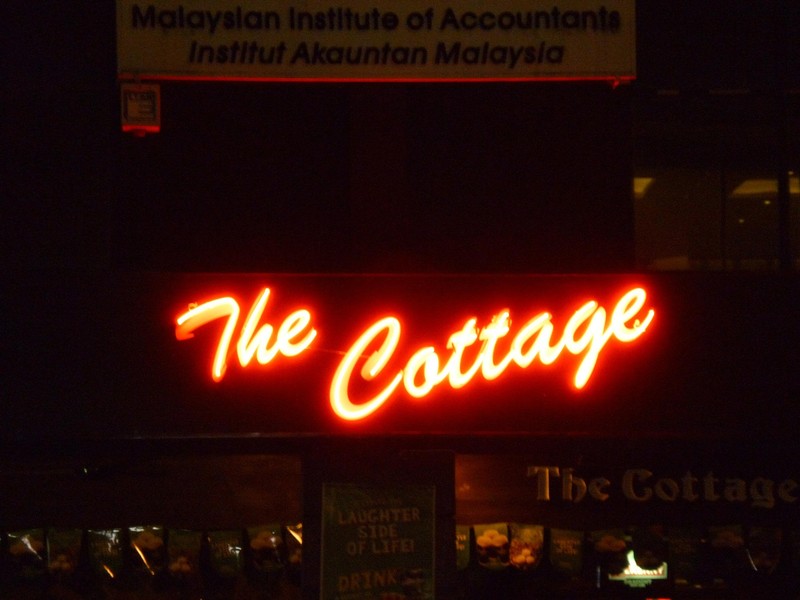 Malaysian Institute of Accountants
Institut Akauntan Malaysia
The Cottage
The Cottage
LAUGHTER
SIDE
OF LIFE!
DRINK